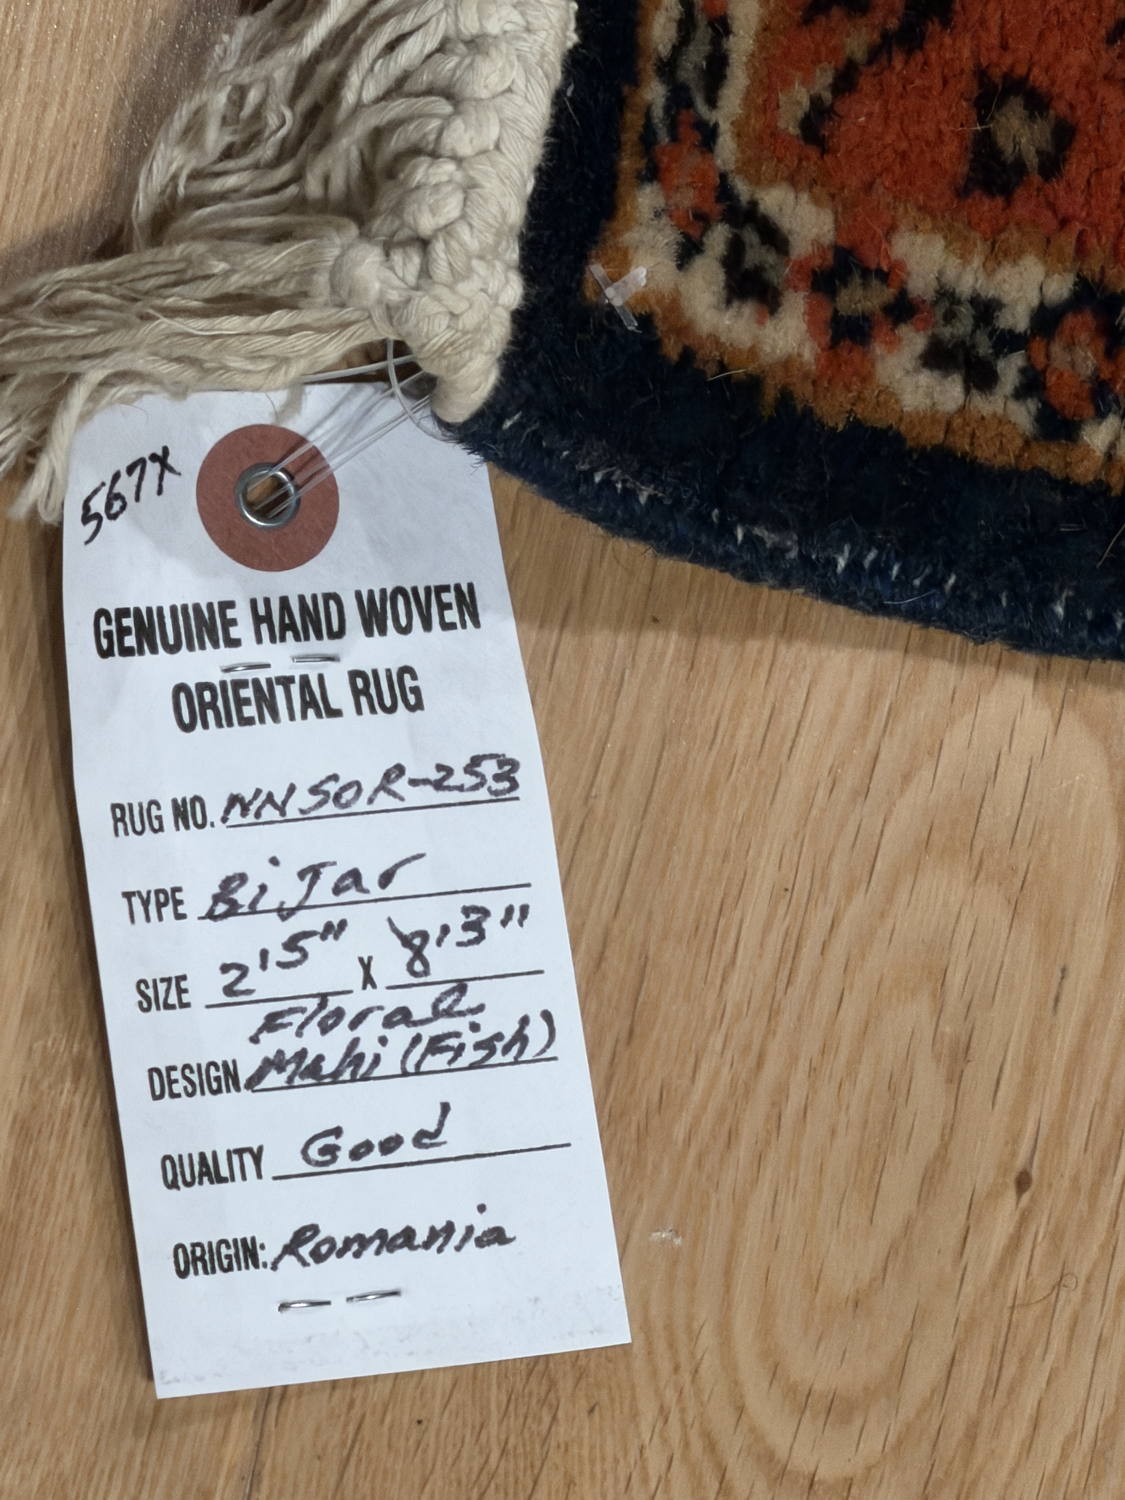 567X
GENUINE HAND WOVEN
ORIENTAL RUG
RUG NO. NNSOR-253
TYPE BiJar
SIZE 2'5" X 8'3"
Floral
DESIGN Mahi (Fish)
QUALITY Good
ORIGIN: Romania